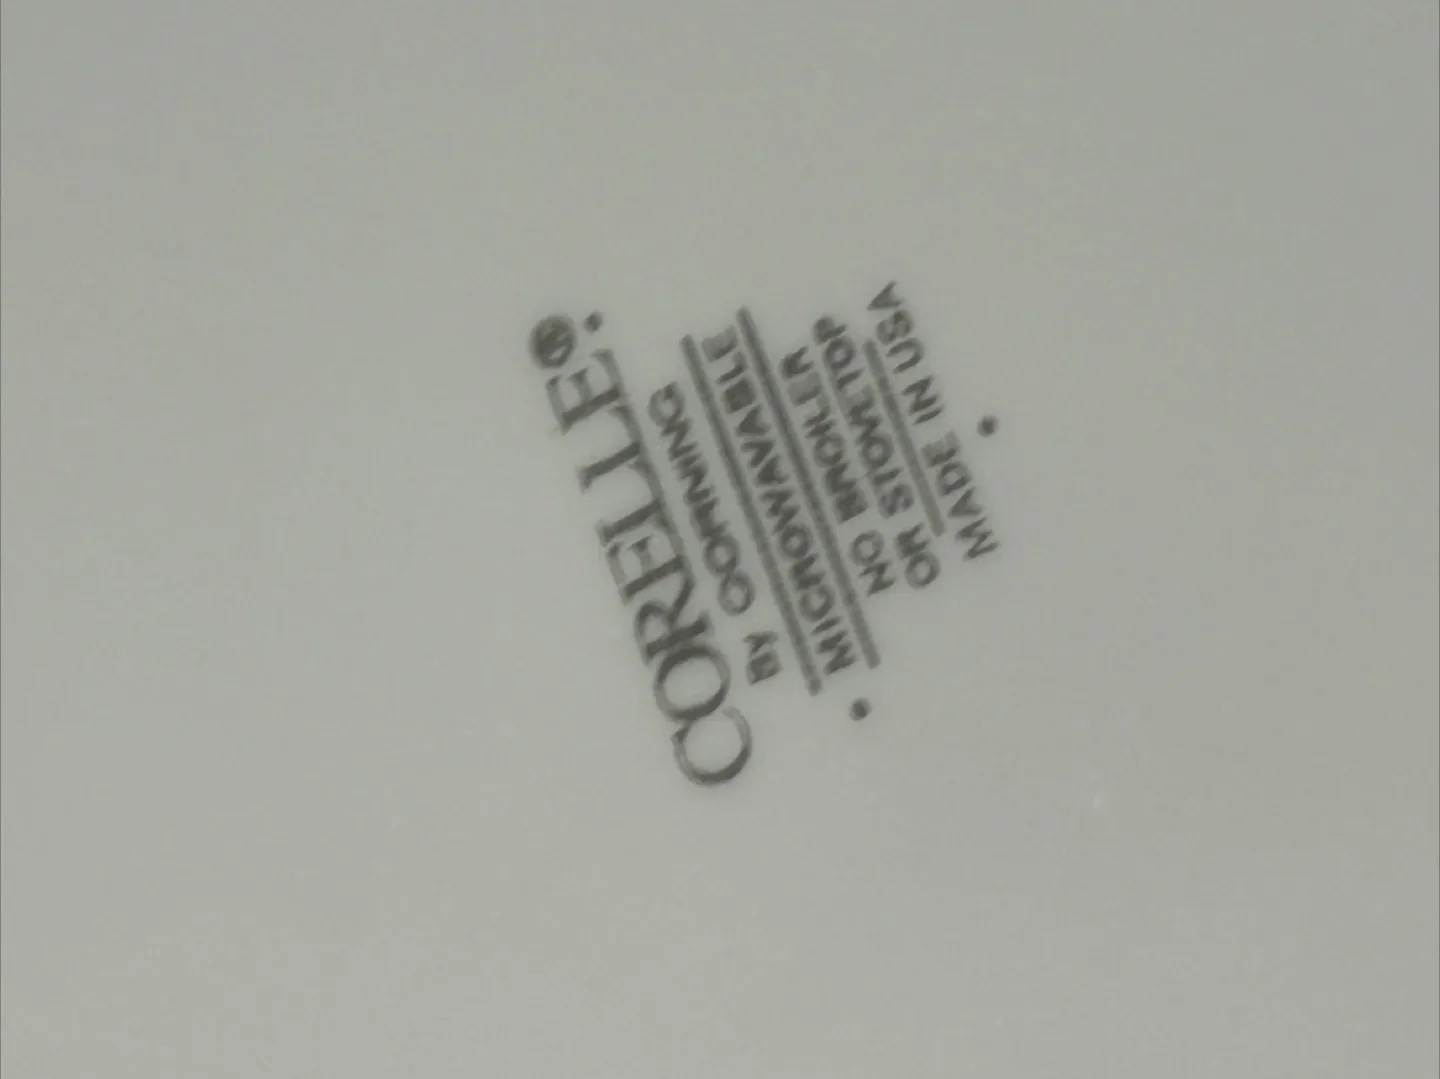 CORELLE®
BY CORNING
MICROWAVABLE
NO BROILER
OR STOVETOP
MADE IN USA